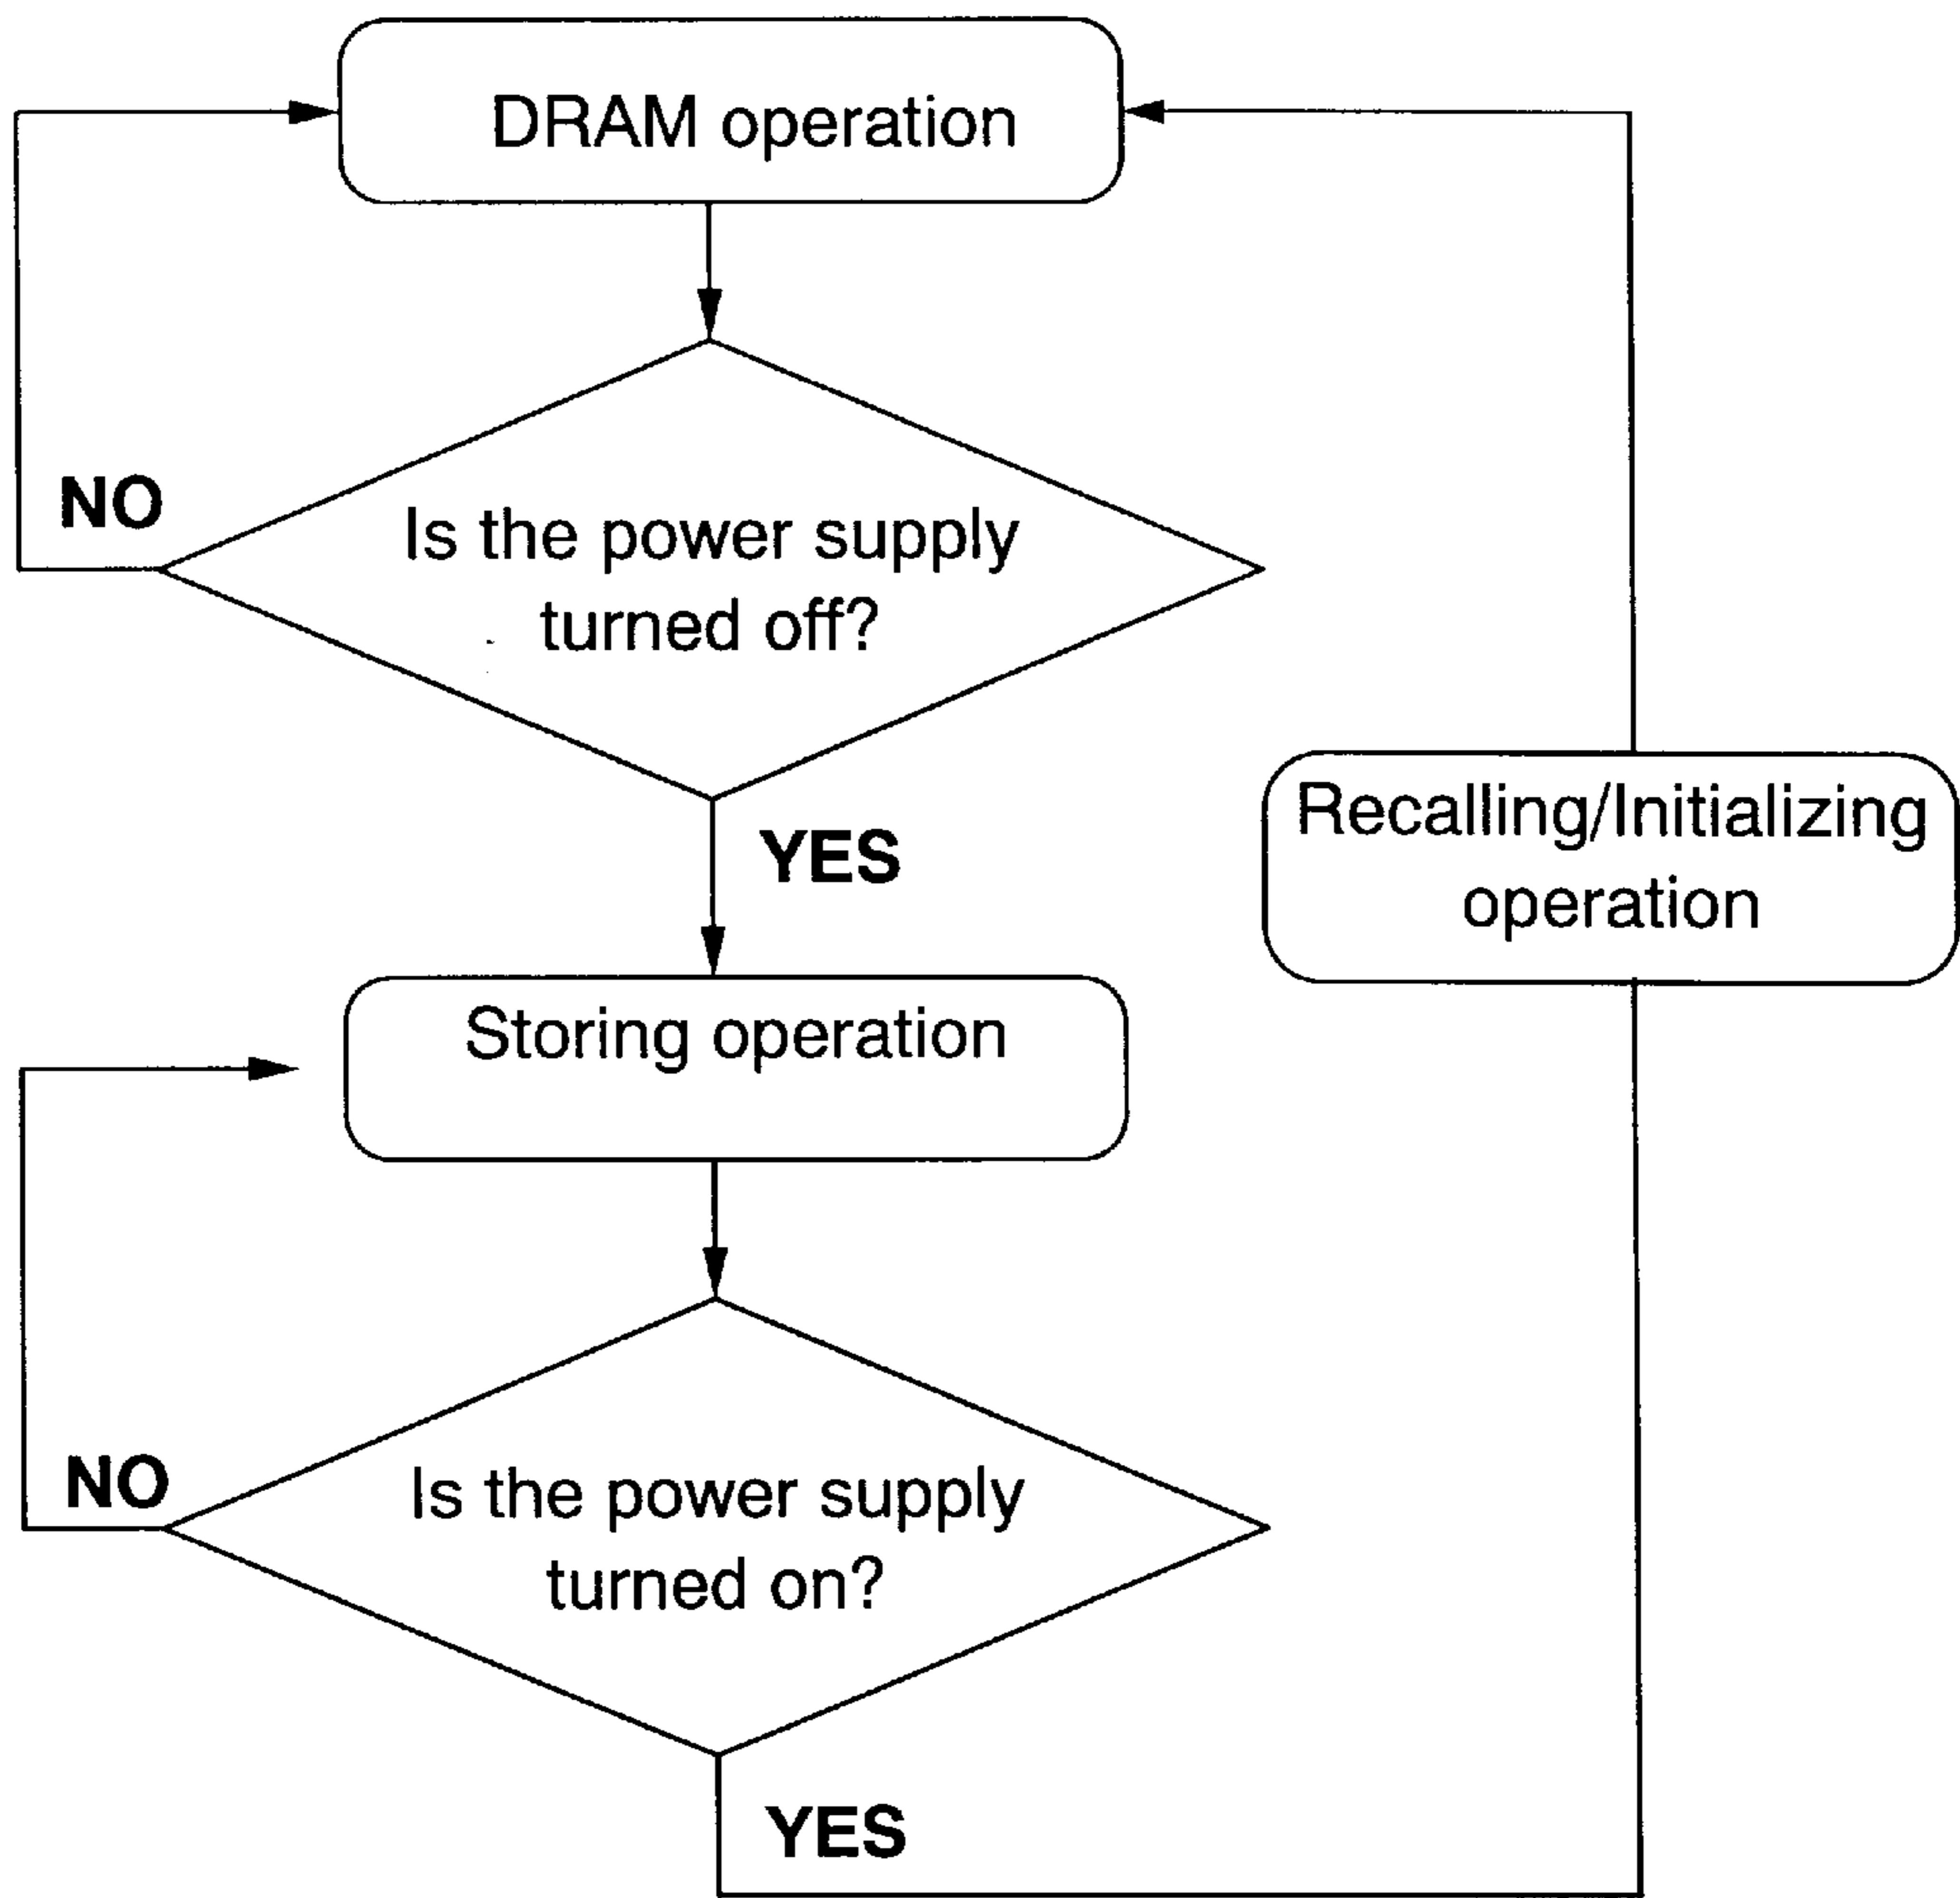 DRAM operation
NO
Is the power supply
turned off?
YES
Recalling/Initializing
operation
Storing operation
NO
Is the power supply
turned on?
YES